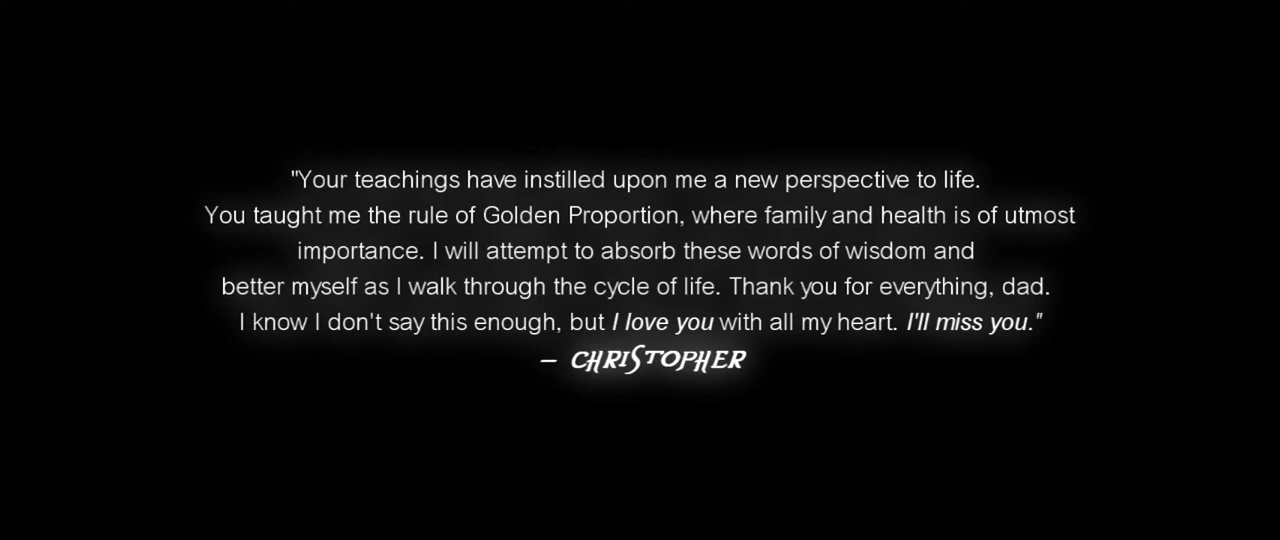 "Your teachings have instilled upon me a new perspective to life.
You taught me the rule of Golden Proportion, where family and health is of utmost
importance. I will attempt to absorb these words of wisdom and
better myself as I walk through the cycle of life. Thank you for everything, dad.
I know I don't say this enough, but I love you with all my heart. I'll miss you."
– CHRISTOPHER